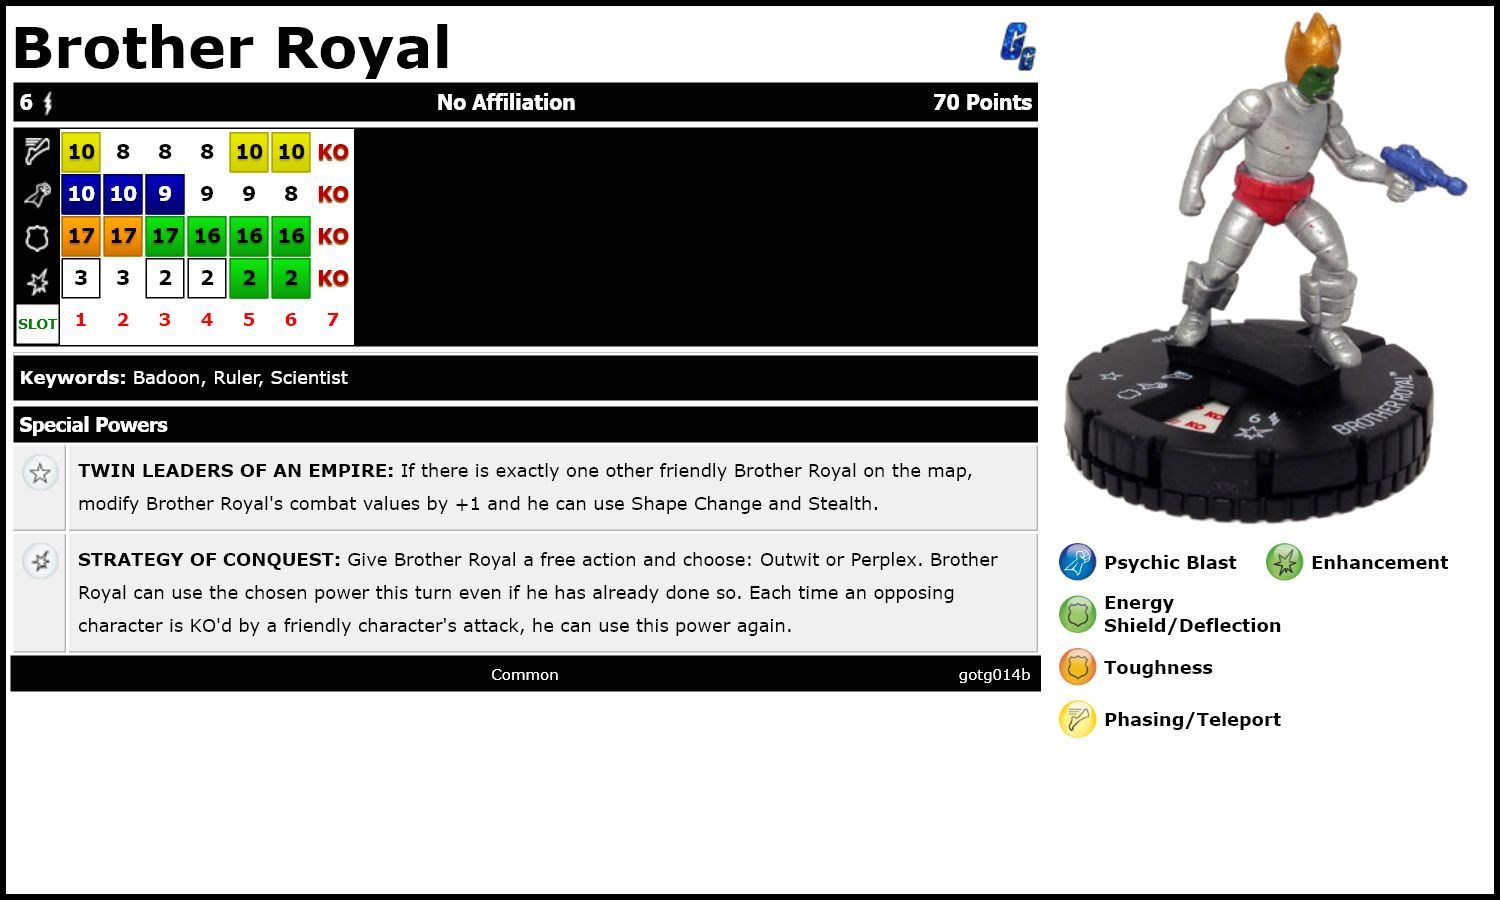 Brother Royal
GG
6 No Affiliation 70 Points
10 8 8 8 10 10 KO
10 10 9 9 9 8 KO
17 17 17 16 16 16 KO
3 3 2 2 2 2 KO
SLOT 1 2 3 4 5 6 7
Keywords: Badoon, Ruler, Scientist
Special Powers
TWIN LEADERS OF AN EMPIRE: If there is exactly one other friendly Brother Royal on the map,
modify Brother Royal's combat values by +1 and he can use Shape Change and Stealth.
STRATEGY OF CONQUEST: Give Brother Royal a free action and choose: Outwit or Perplex. Brother
Royal can use the chosen power this turn even if he has already done so. Each time an opposing
character is KO'd by a friendly character's attack, he can use this power again.
Common gotg014b
KO
KO
6
BROTHER ROYAL
Psychic Blast Enhancement
Energy
Shield/Deflection
Toughness
Phasing/Teleport